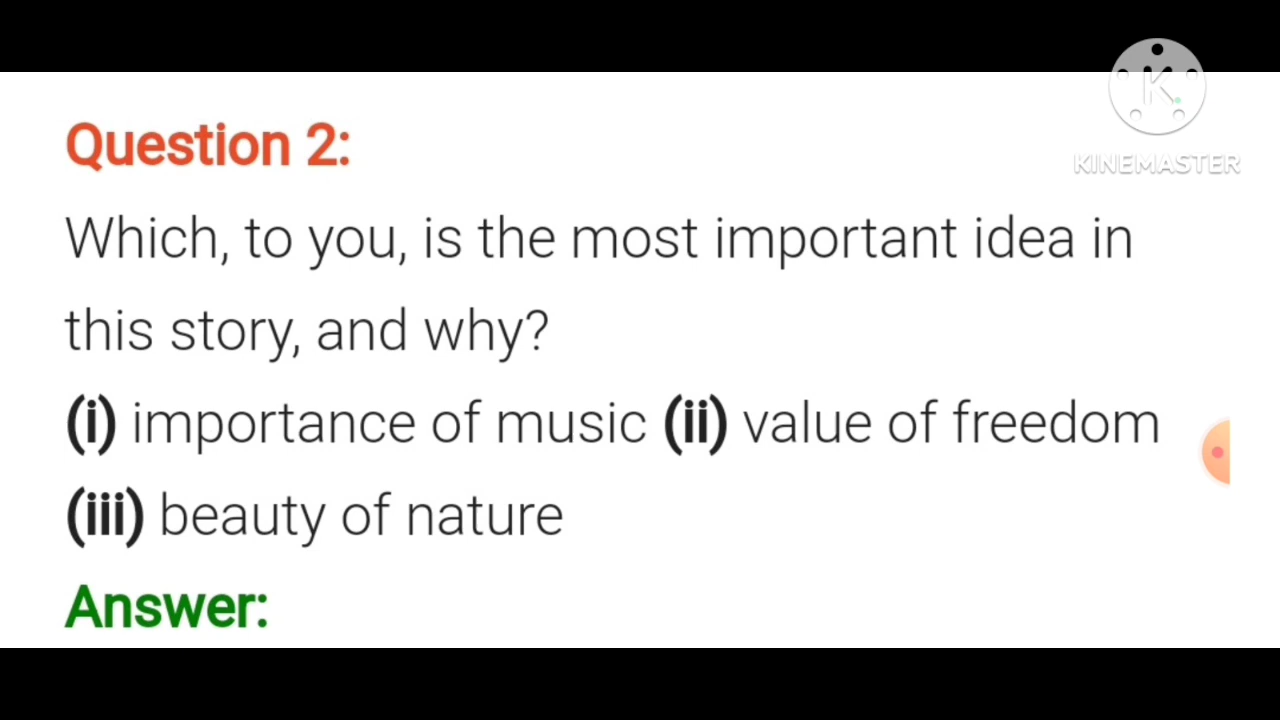 KINEMASTER
Question 2:
Which, to you, is the most important idea in
this story, and why?
(i) importance of music (ii) value of freedom
(iii) beauty of nature
Answer: